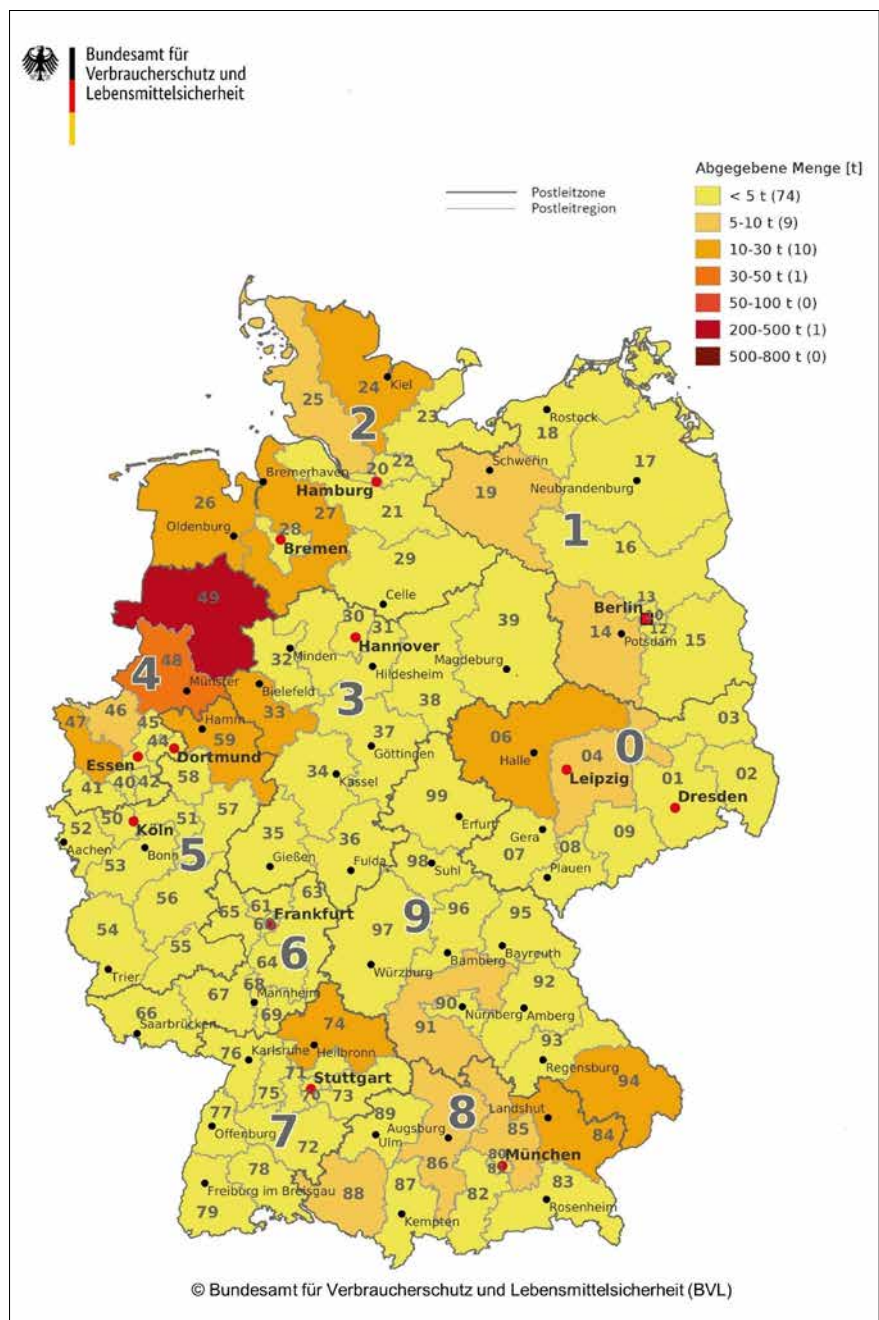 Bundesamt für
Verbraucherschutz und
Lebensmittelsicherheit
Abgegebene Menge [t]
Postleitzone
Postleitregion
< 5 t (74)
5-10 t (9)
10-30 t (10)
30-50 t (1)
50-100 t (0)
200-500 t (1)
500-800 t (0)
24
Kiel
25
2
23
Rostock
18
Bremerhaven
20
22
Schwerin
17
Hamburg
19
Neubrandenburg
26
27
21
Oldenburg
28
Bremen
1
16
29
49
Celle
39
13
Berlin
10
30
31
12
Hannover
14
Potsdam
15
32
Minden
48
4
Hildesheim
Magdeburg
Münster
Bielefeld
3
38
46
33
03
47
45
Hamm
37
06
0
44
59
Göttingen
04
Essen
Dortmund
Halle
Leipzig
01
02
41
40
42
58
34
Kassel
Dresden
50
51
57
99
52
Köln
Erfurt
Gera
09
Aachen
Bonn
5
35
36
08
53
Gießen
Fulda
98
Suhl
07
Plauen
56
61
63
9
96
54
65
Frankfurt
95
60
97
55
6
Bamberg
Bayreuth
64
Trier
Würzburg
92
67
68
Mannheim
90
Nürnberg
Amberg
66
69
74
91
93
Saarbrücken
76
Karlsruhe
Heilbronn
Regensburg
71
Stuttgart
94
75
70
73
8
Landshut
77
89
Augsburg
85
84
7
Offenburg
Ulm
72
80
München
86
81
78
88
87
82
83
Freiburg im Breisgau
79
Kempten
Rosenheim
© Bundesamt für Verbraucherschutz und Lebensmittelsicherheit (BVL)